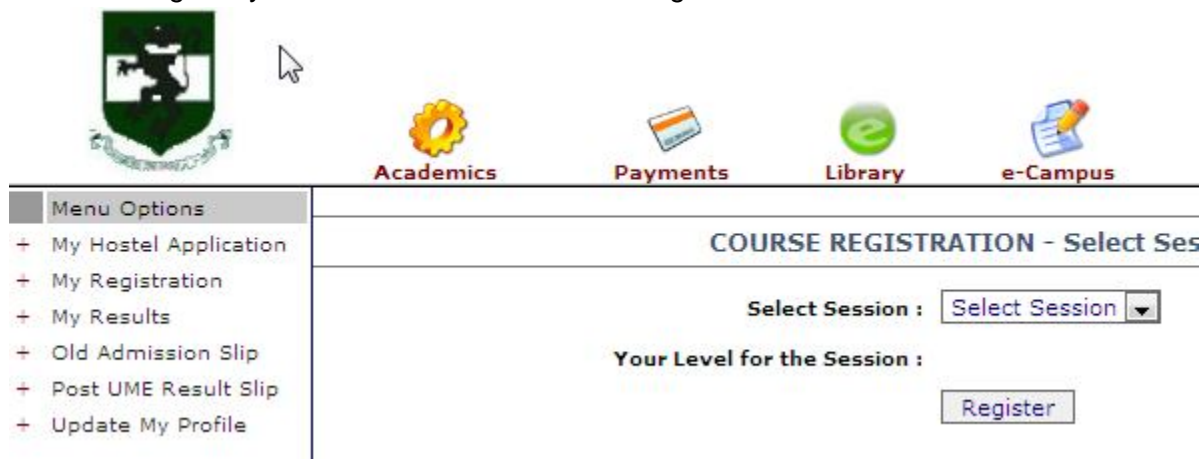 Academics Payments Library e-Campus
Menu Options
My Hostel Application
My Registration
My Results
Old Admission Slip
Post UME Result Slip
Update My Profile
COURSE REGISTRATION - Select Ses
Select Session : Select Session
Your Level for the Session :
Register